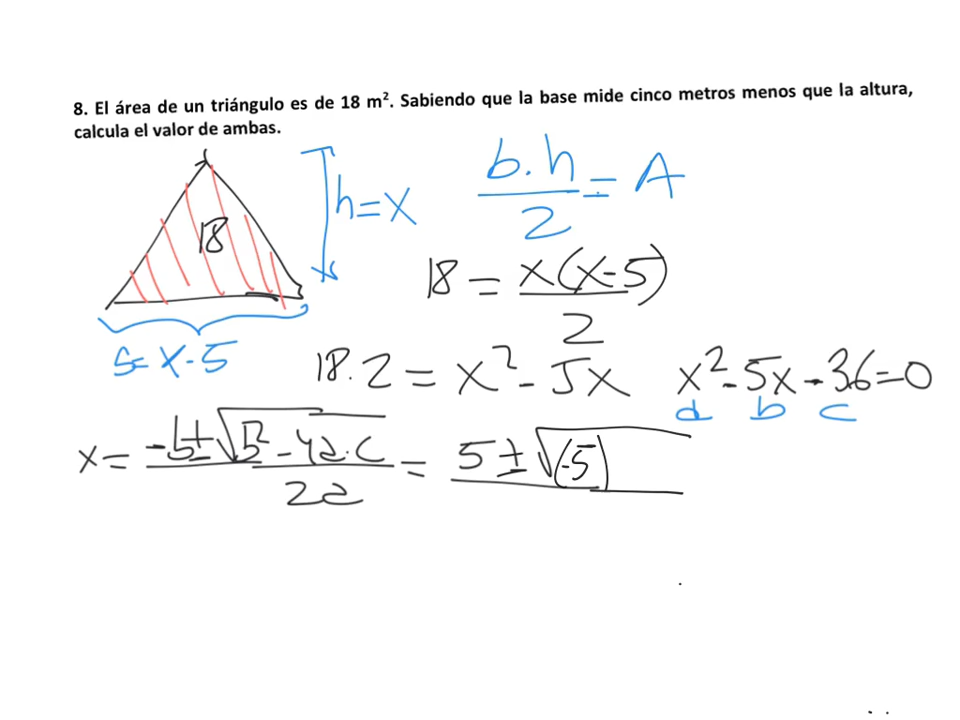 8. El área de un triángulo es de 18 m². Sabiendo que la base mide cinco metros menos que la altura,
calcula el valor de ambas.
18
h=x
b.h/2 = A
18 = x(x-5)/2
x-5
18.2 = x² - 5x
x² - 5x - 36 = 0
a b c
x = -b±√b² - 4a.c / 2a = 5±√(-5)